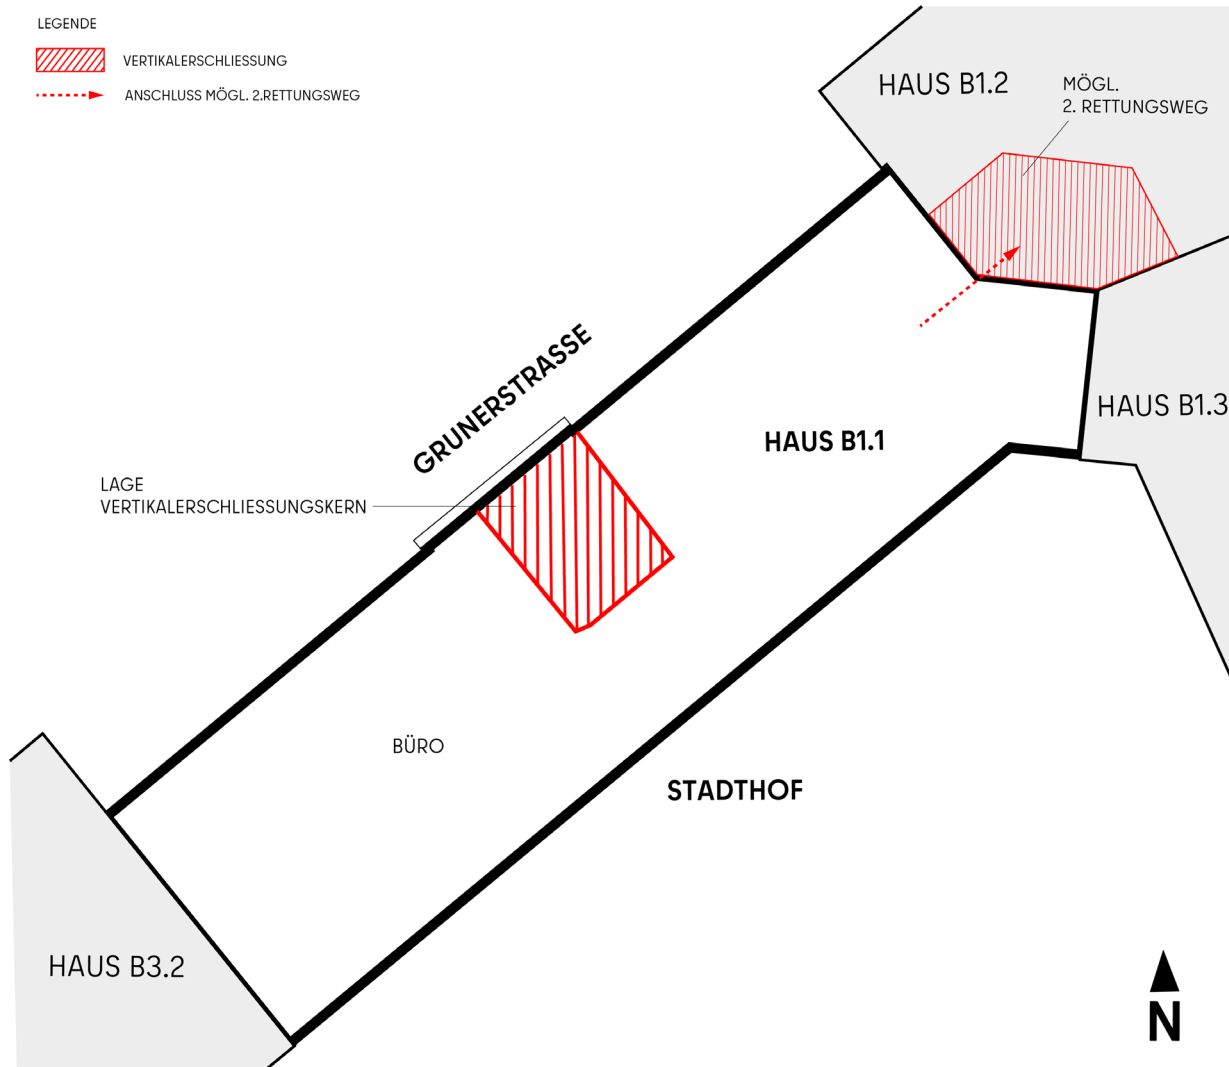 LEGENDE
VERTIKALERSCHLIESSUNG
ANSCHLUSS MÖGL. 2.RETTUNGSWEG
HAUS B1.2
MÖGL.
2. RETTUNGSWEG
GRUNERSTRASSE
HAUS B1.3
HAUS B1.1
LAGE
VERTIKALERSCHLIESSUNGSKERN
BÜRO
STADTHOF
HAUS B3.2
N